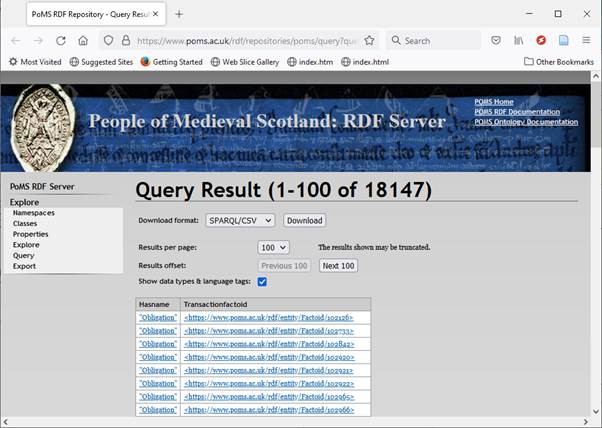 PoMS RDF Repository - Query Resul
https://www.poms.ac.uk/rdf/repositories/poms/query?que
Search
Most Visited Suggested Sites Getting Started Web Slice Gallery index.htm index.html Other Bookmarks
People of Medieval Scotland: RDF Server
POMS Home
POMS RDF Documentation
POMS Ontology Documentation
PoMS RDF Server
Explore
Namespaces
Classes
Properties
Explore
Query
Export
Query Result (1-100 of 18147)
Download format: SPARQL/CSV Download
Results per page: 100 The results shown may be truncated.
Results offset: Previous 100 Next 100
Show data types & language tags:
Hasname Transactionfactoid
"Obligation" <https://www.poms.ac.uk/rdf/entity/Factoid/102126>
"Obligation" <https://www.poms.ac.uk/rdf/entity/Factoid/102733>
"Obligation" <https://www.poms.ac.uk/rdf/entity/Factoid/102842>
"Obligation" <https://www.poms.ac.uk/rdf/entity/Factoid/102920>
"Obligation" <https://www.poms.ac.uk/rdf/entity/Factoid/102921>
"Obligation" <https://www.poms.ac.uk/rdf/entity/Factoid/102922>
"Obligation" <https://www.poms.ac.uk/rdf/entity/Factoid/102965>
"Obligation" <https://www.poms.ac.uk/rdf/entity/Factoid/102966>